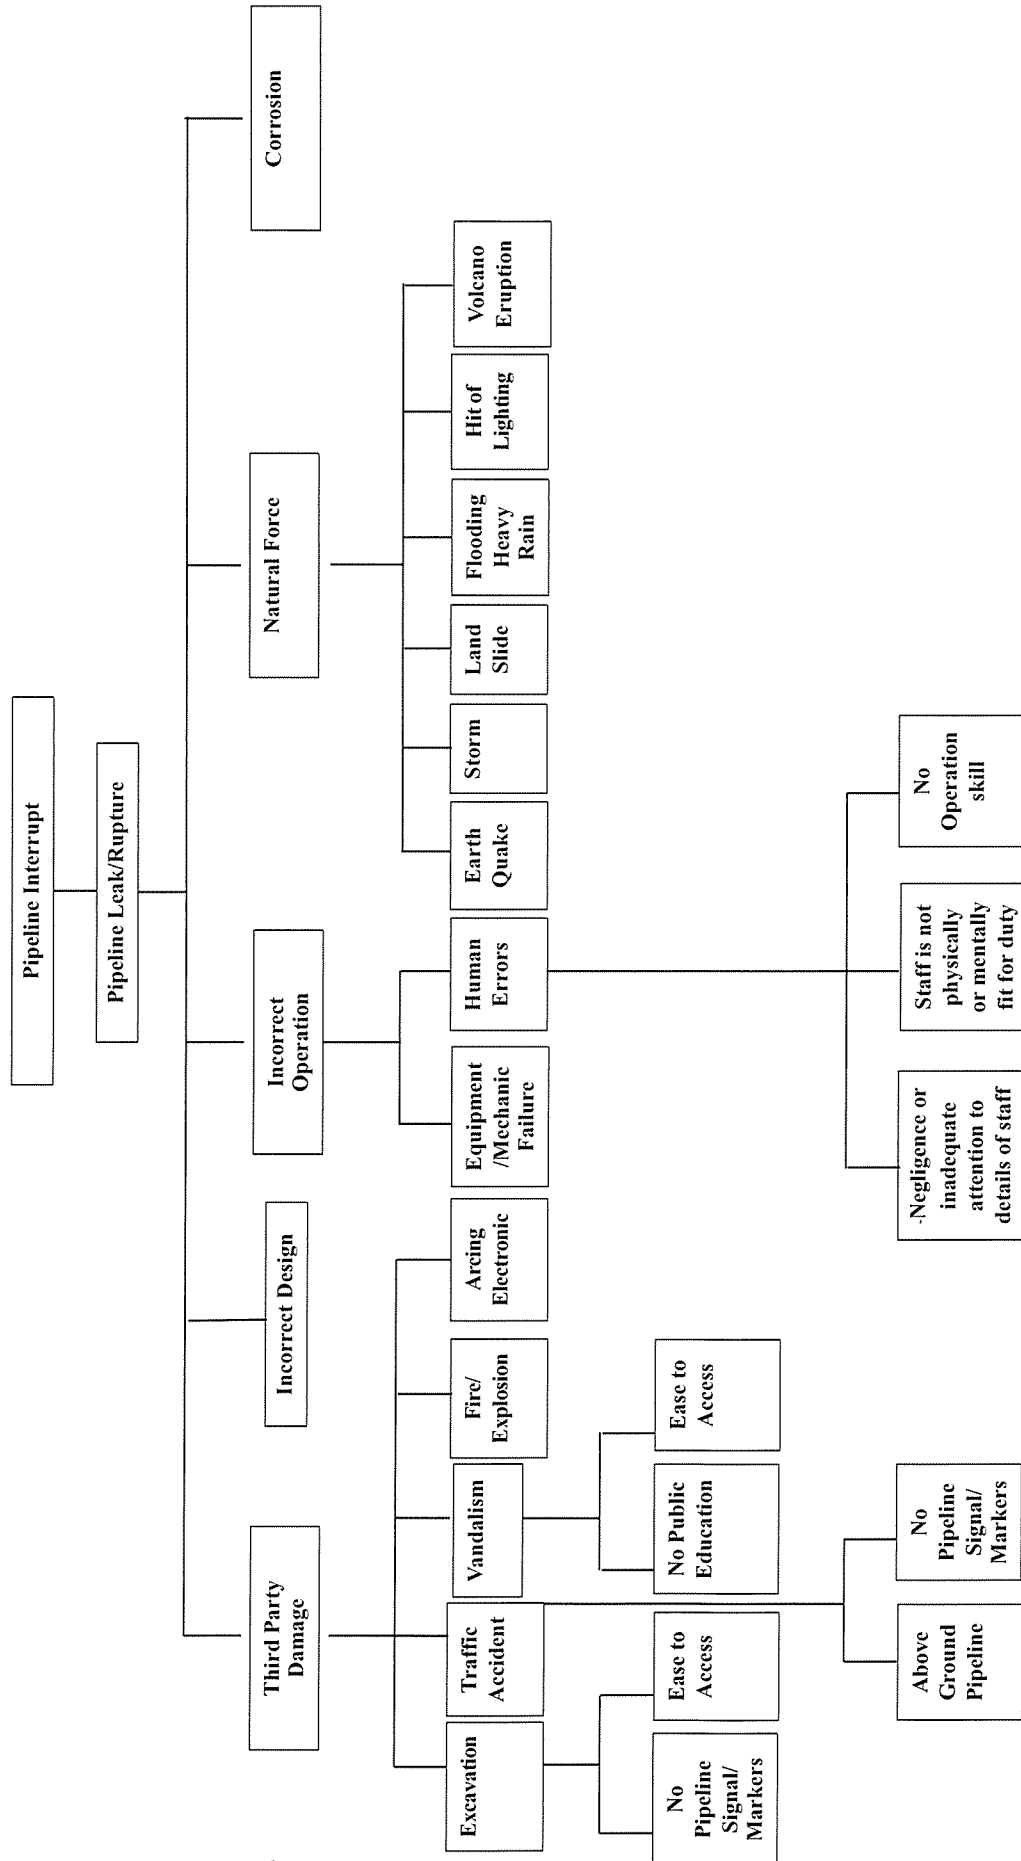 Pipeline Interrupt
Pipeline Leak/Rupture
Third Party
Damage
Incorrect Design
Incorrect
Operation
Natural Force
Corrosion
Excavation
Traffic
Accident
Vandalism
Fire/
Explosion
Arcing
Electronic
Equipment
/Mechanic
Failure
Human
Errors
Earth
Quake
Storm
Land
Slide
Flooding
Heavy
Rain
Hit of
Lighting
Volcano
Eruption
No
Pipeline
Signal/
Markers
Ease to
Access
No Public
Education
Ease to
Access
Above
Ground
Pipeline
No
Pipeline
Signal/
Markers
-Negligence or
inadequate
attention to
details of staff
Staff is not
physically
or mentally
fit for duty
No
Operation
skill